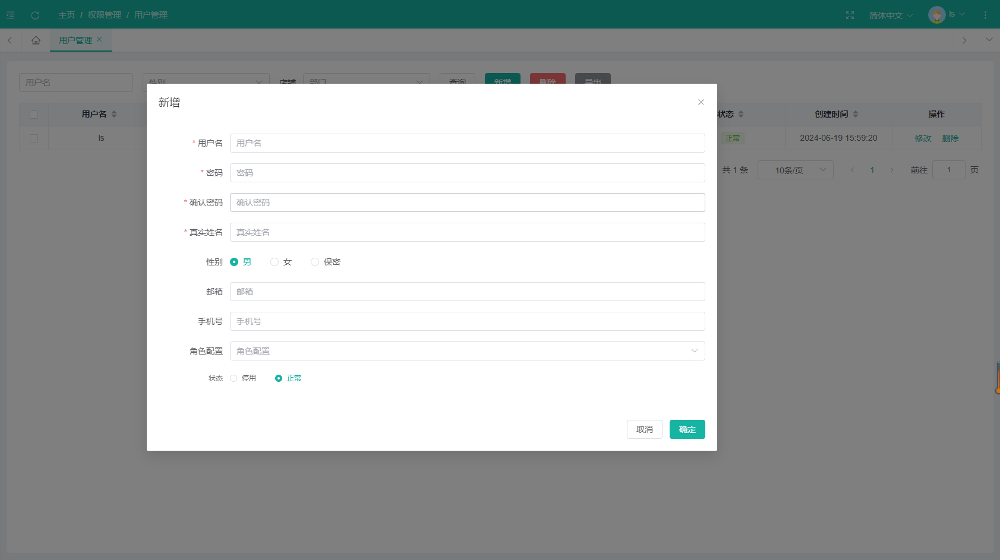 主页 / 权限管理 / 用户管理
简体中文
ls
用户管理
用户名
性别
店铺
部门
查询
新增
删除
导出
用户名
状态
创建时间
操作
ls
正常
2024-06-19 15:59:20
修改
删除
共 1 条
10条/页
1
前往
1
页
新增
* 用户名
用户名
* 密码
密码
* 确认密码
确认密码
* 真实姓名
真实姓名
性别
男
女
保密
邮箱
邮箱
手机号
手机号
角色配置
角色配置
状态
停用
正常
取消
确定